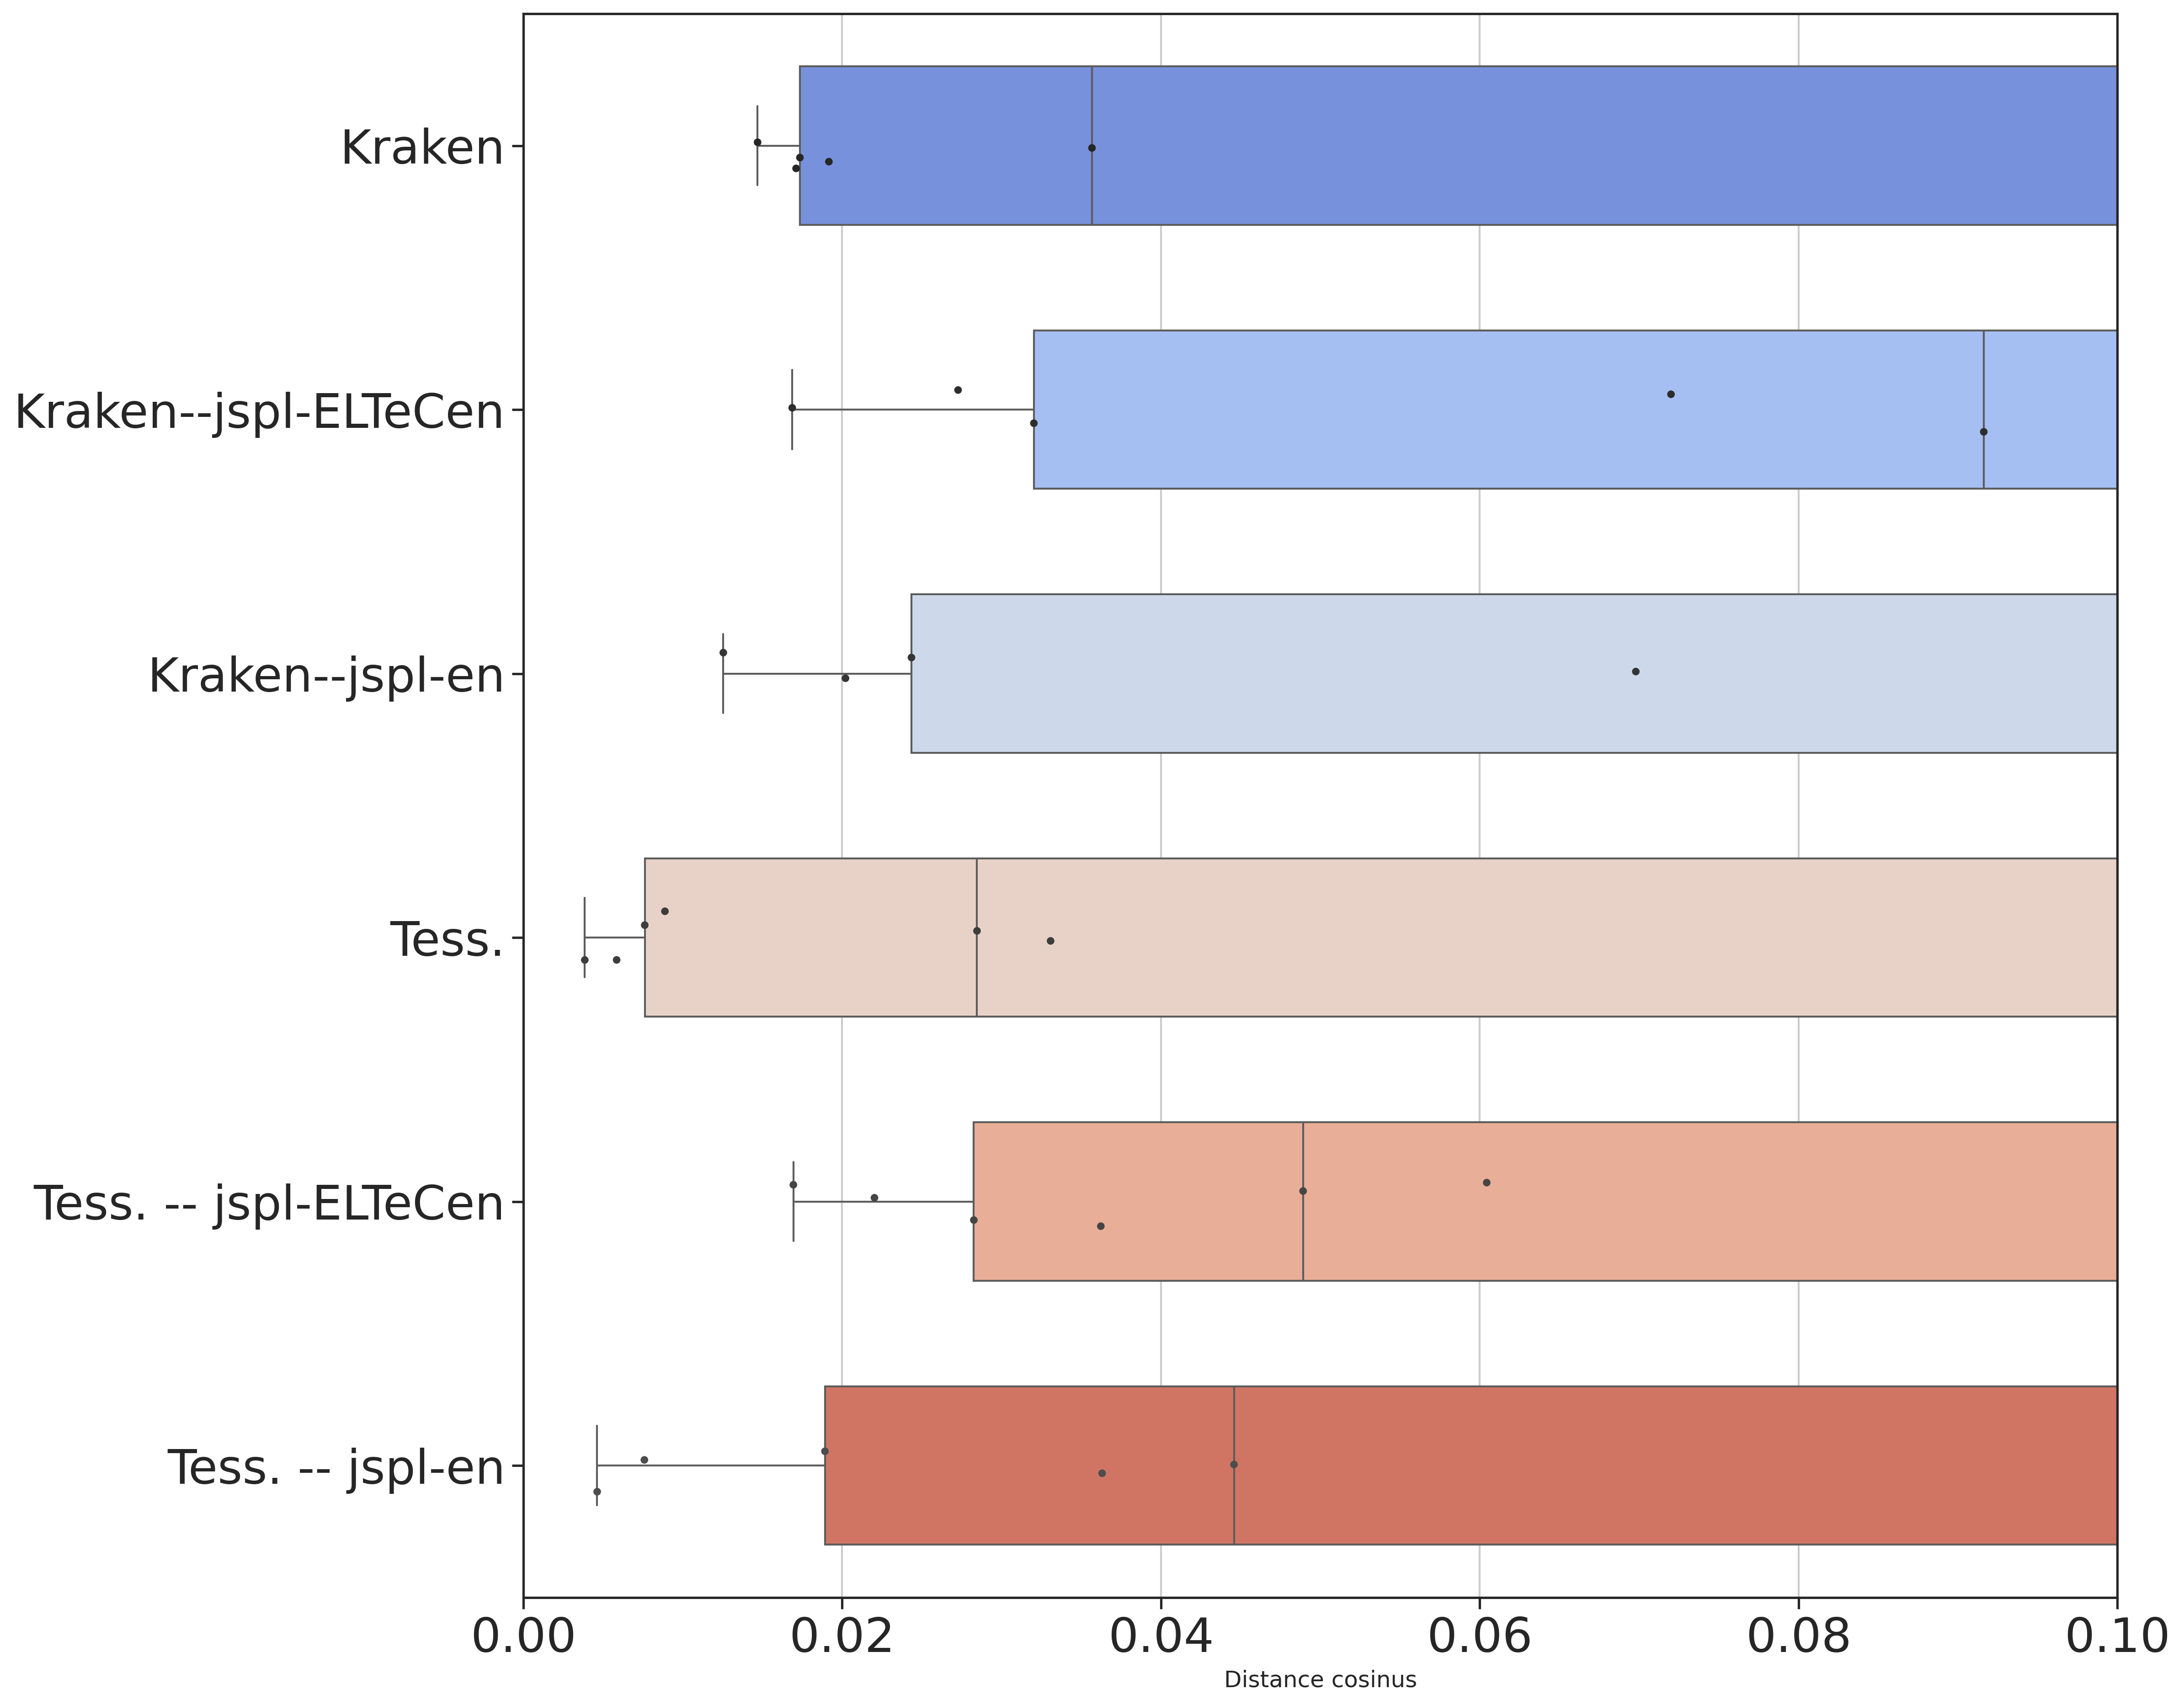 Kraken
Kraken--jspl-ELTeCen
Kraken--jspl-en
Tess.
Tess. -- jspl-ELTeCen
Tess. -- jspl-en
0.00 0.02 0.04 0.06 0.08 0.10
Distance cosinus